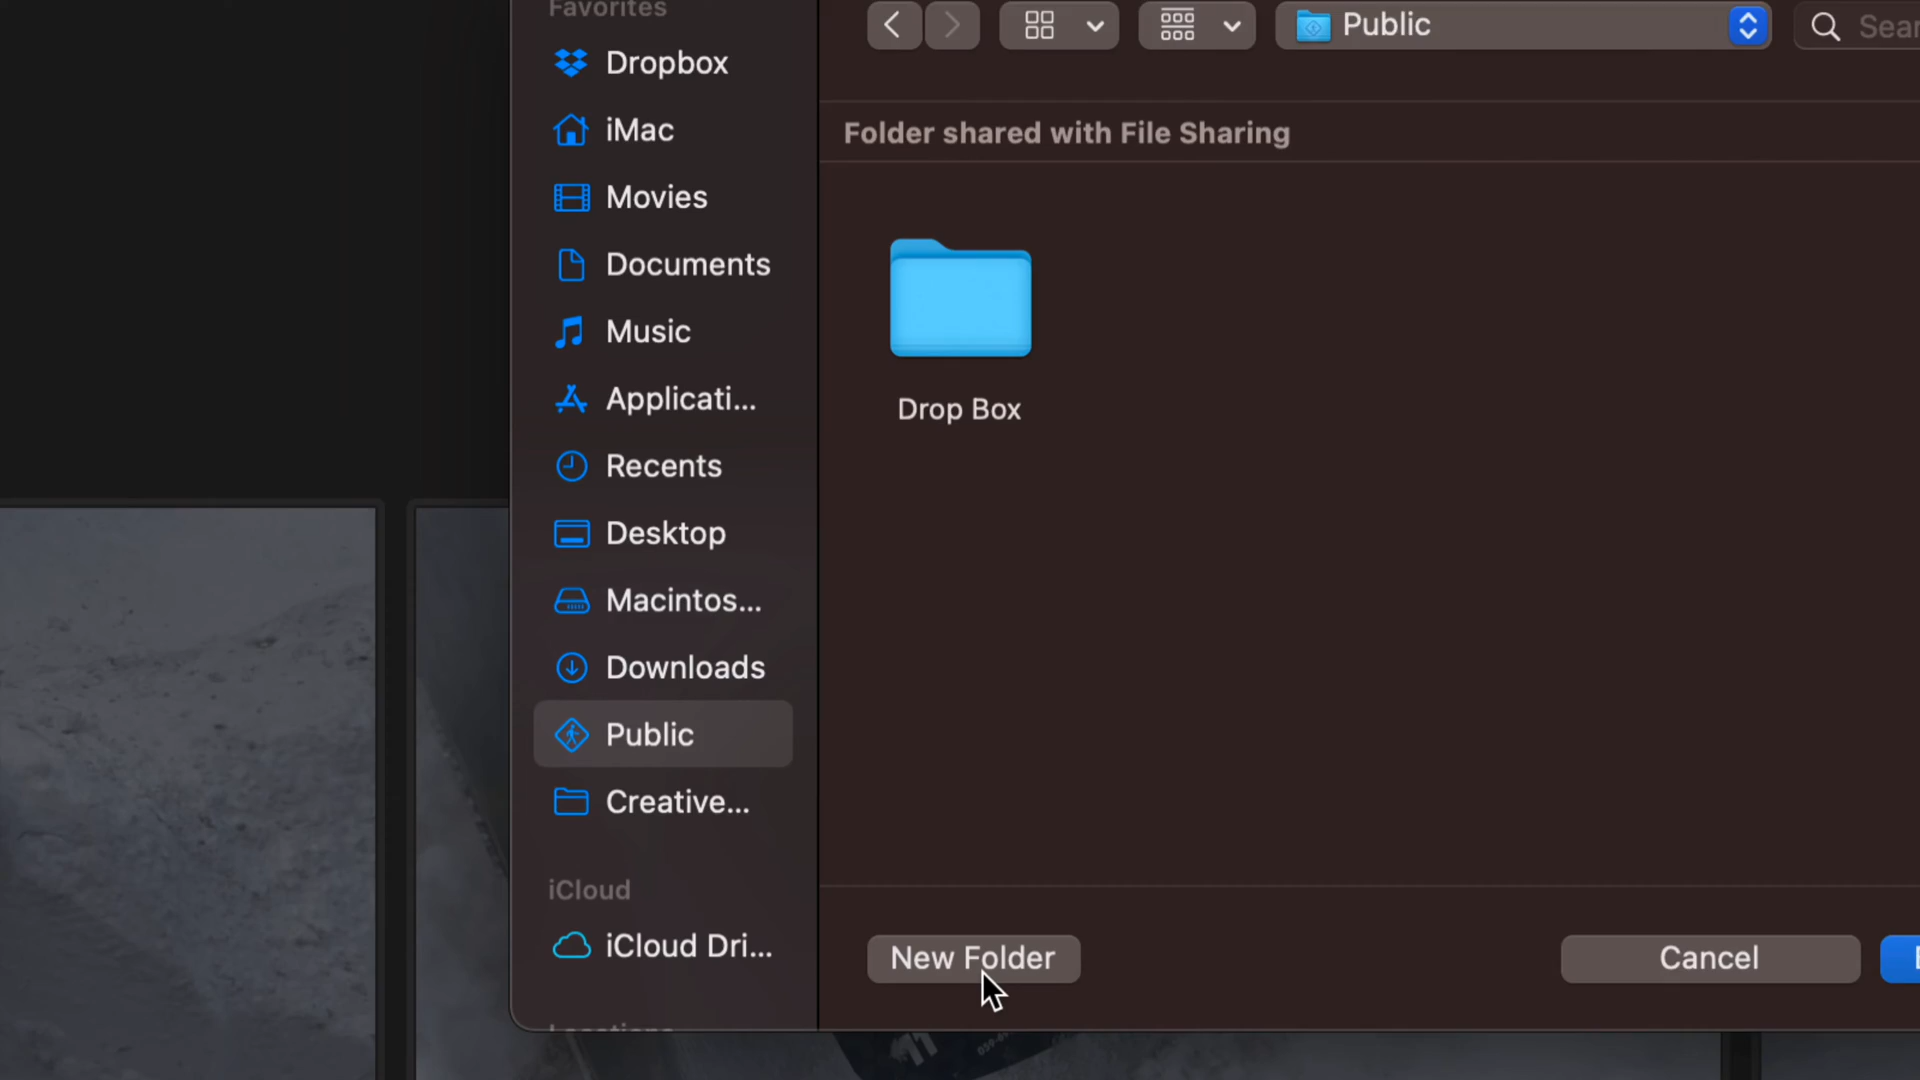 Favorites
Dropbox
iMac
Movies
Documents
Music
Applicati...
Recents
Desktop
Macintos...
Downloads
Public
Creative...
iCloud
iCloud Dri...
Locations
Public
Sear
Folder shared with File Sharing
Drop Box
New Folder
Cancel